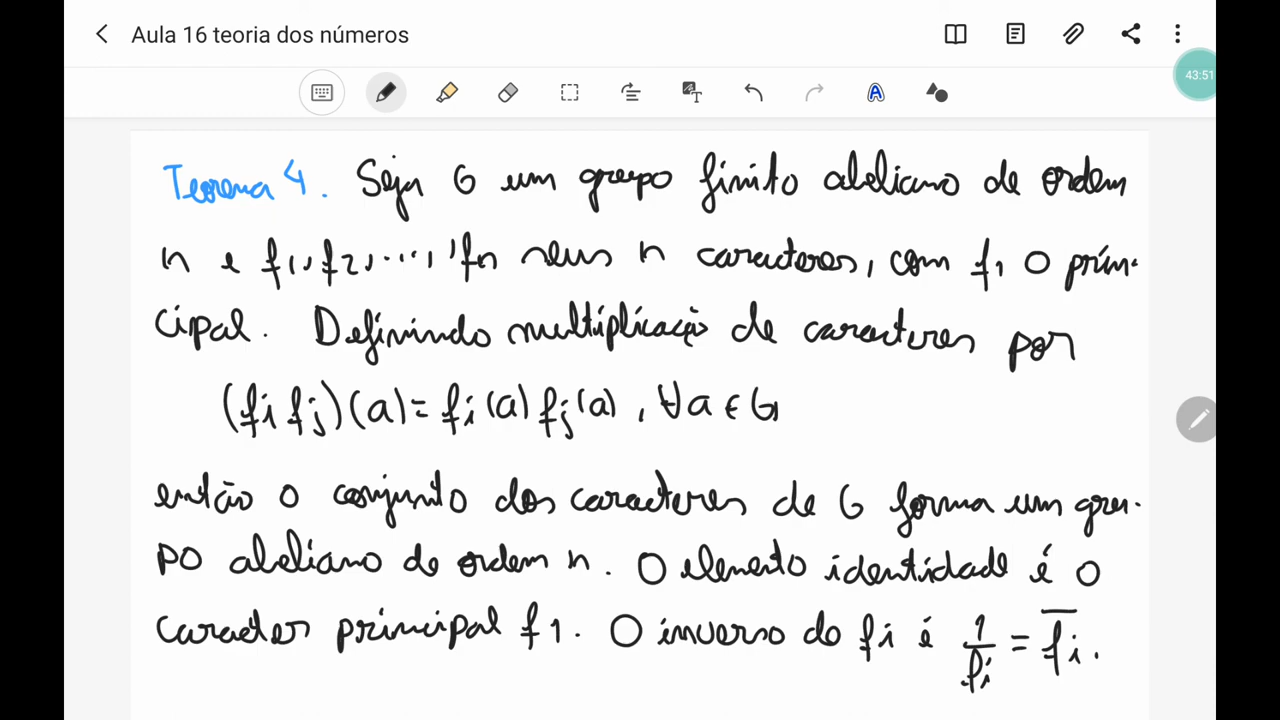 Aula 16 teoria dos números
43:51
Teorema 4. Seja G um grupo finito abeliano de ordem
n e f1, f2, ...., fn seus n caracteres, com f1 o prin-
cipal. Definindo multiplicação de caracteres por
(fi fj)(a) = fi(a) fj(a), ∀a ∈ G
então o conjunto dos caracteres de G forma um gru-
po abeliano de ordem n. O elemento identidade é o
caracter principal f1. O inverso do fi é 1/fi = f̅i.